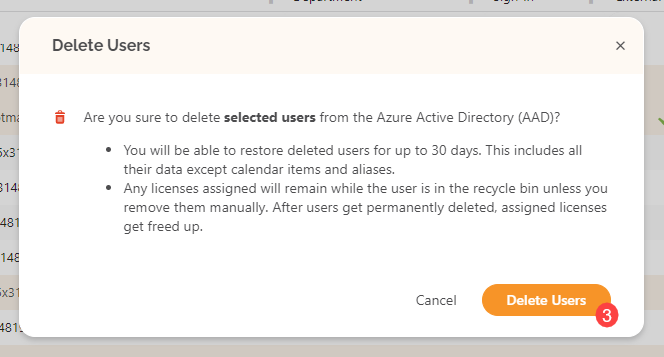 Delete Users
×
Are you sure to delete selected users from the Azure Active Directory (AAD)?
• You will be able to restore deleted users for up to 30 days. This includes all
their data except calendar items and aliases.
• Any licenses assigned will remain while the user is in the recycle bin unless you
remove them manually. After users get permanently deleted, assigned licenses
get freed up.
Cancel
Delete Users
3